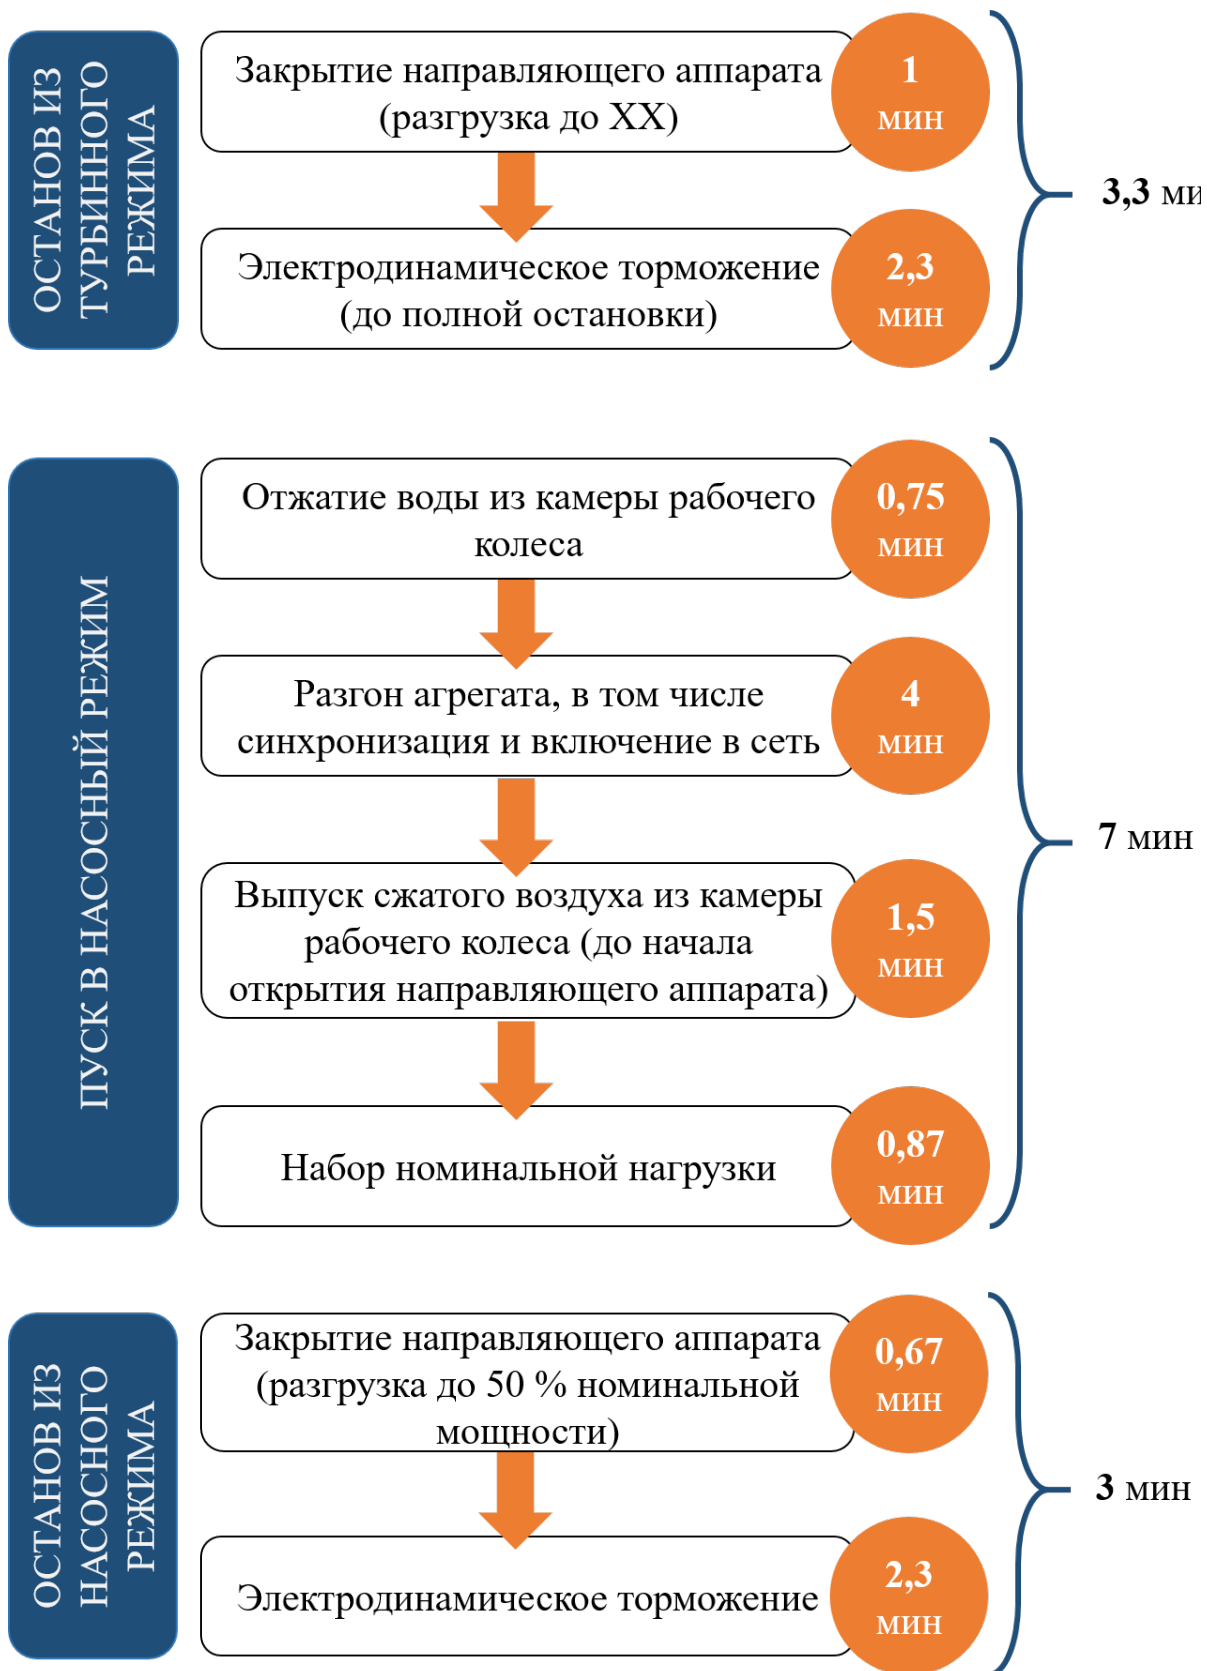 ОСТАНОВ ИЗ
ТУРБИННОГО
РЕЖИМА
Закрытие направляющего аппарата
(разгрузка до ХХ)
1
мин
Электродинамическое торможение
(до полной остановки)
2,3
мин
3,3 ми
ПУСК В НАСОСНЫЙ РЕЖИМ
Отжатие воды из камеры рабочего
колеса
0,75
мин
Разгон агрегата, в том числе
синхронизация и включение в сеть
4
мин
Выпуск сжатого воздуха из камеры
рабочего колеса (до начала
открытия направляющего аппарата)
1,5
мин
Набор номинальной нагрузки
0,87
мин
7 мин
ОСТАНОВ ИЗ
НАСОСНОГО
РЕЖИМА
Закрытие направляющего аппарата
(разгрузка до 50 % номинальной
мощности)
0,67
мин
Электродинамическое торможение
2,3
мин
3 мин